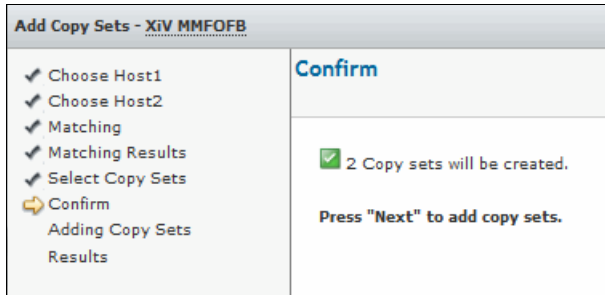 Add Copy Sets - XiV MMFOFB
Choose Host1
Choose Host2
Matching
Matching Results
Select Copy Sets
Confirm
Adding Copy Sets
Results
Confirm
2 Copy sets will be created.
Press "Next" to add copy sets.